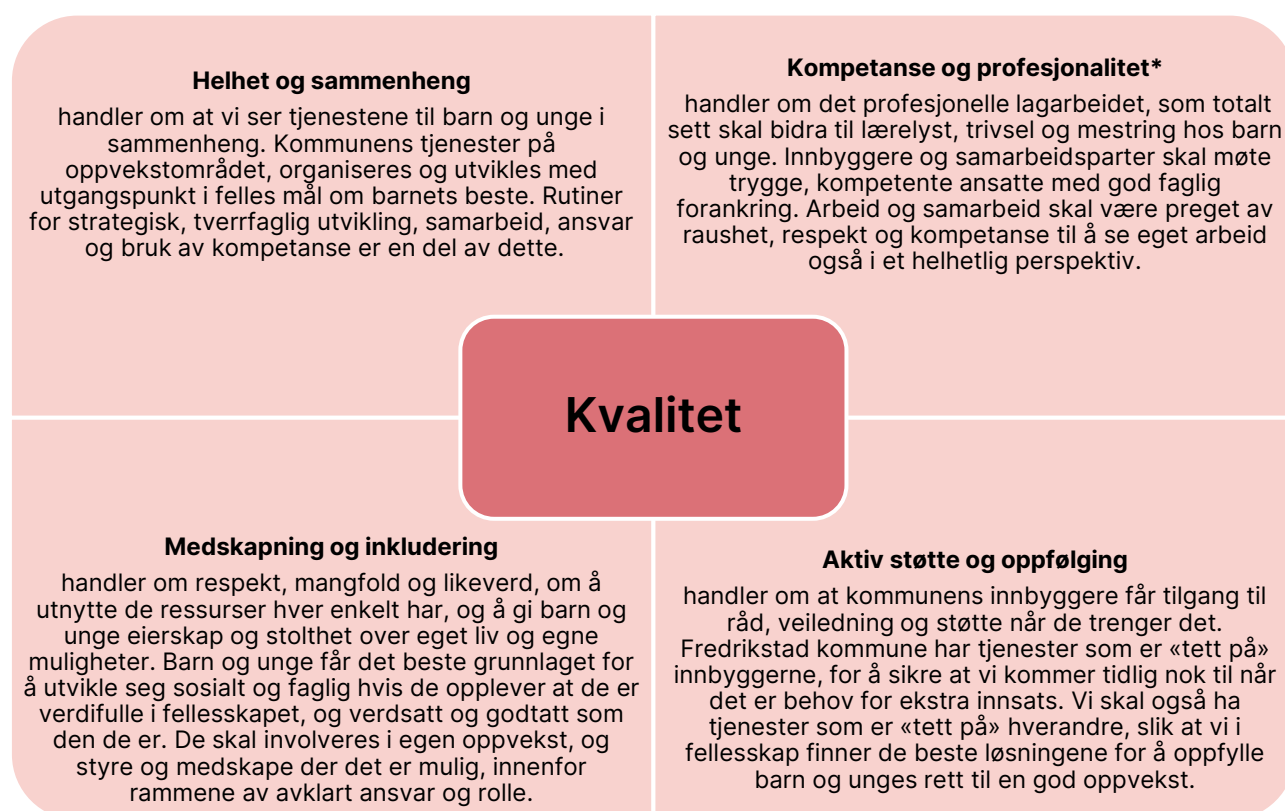 Helhet og sammenheng
handler om at vi ser tjenestene til barn og unge i
sammenheng. Kommunens tjenester på
oppvekstområdet, organiseres og utvikles med
utgangspunkt i felles mål om barnets beste. Rutiner
for strategisk, tverrfaglig utvikling, samarbeid, ansvar
og bruk av kompetanse er en del av dette.
Kompetanse og profesjonalitet*
handler om det profesjonelle lagarbeidet, som totalt
sett skal bidra til lærelyst, trivsel og mestring hos barn
og unge. Innbyggere og samarbeidsparter skal møte
trygge, kompetente ansatte med god faglig
forankring. Arbeid og samarbeid skal være preget av
raushet, respekt og kompetanse til å se eget arbeid
også i et helhetlig perspektiv.
Kvalitet
Medskapning og inkludering
handler om respekt, mangfold og likeverd, om å
utnytte de ressurser hver enkelt har, og å gi barn og
unge eierskap og stolthet over eget liv og egne
muligheter. Barn og unge får det beste grunnlaget for
å utvikle seg sosialt og faglig hvis de opplever at de er
verdifulle i fellesskapet, og verdsatt og godtatt som
den de er. De skal involveres i egen oppvekst, og
styre og medskape der det er mulig, innenfor
rammene av avklart ansvar og rolle.
Aktiv støtte og oppfølging
handler om at kommunens innbyggere får tilgang til
råd, veiledning og støtte når de trenger det.
Fredrikstad kommune har tjenester som er «tett på»
innbyggerne, for å sikre at vi kommer tidlig nok til når
det er behov for ekstra innsats. Vi skal også ha
tjenester som er «tett på» hverandre, slik at vi i
fellesskap finner de beste løsningene for å oppfylle
barn og unges rett til en god oppvekst.